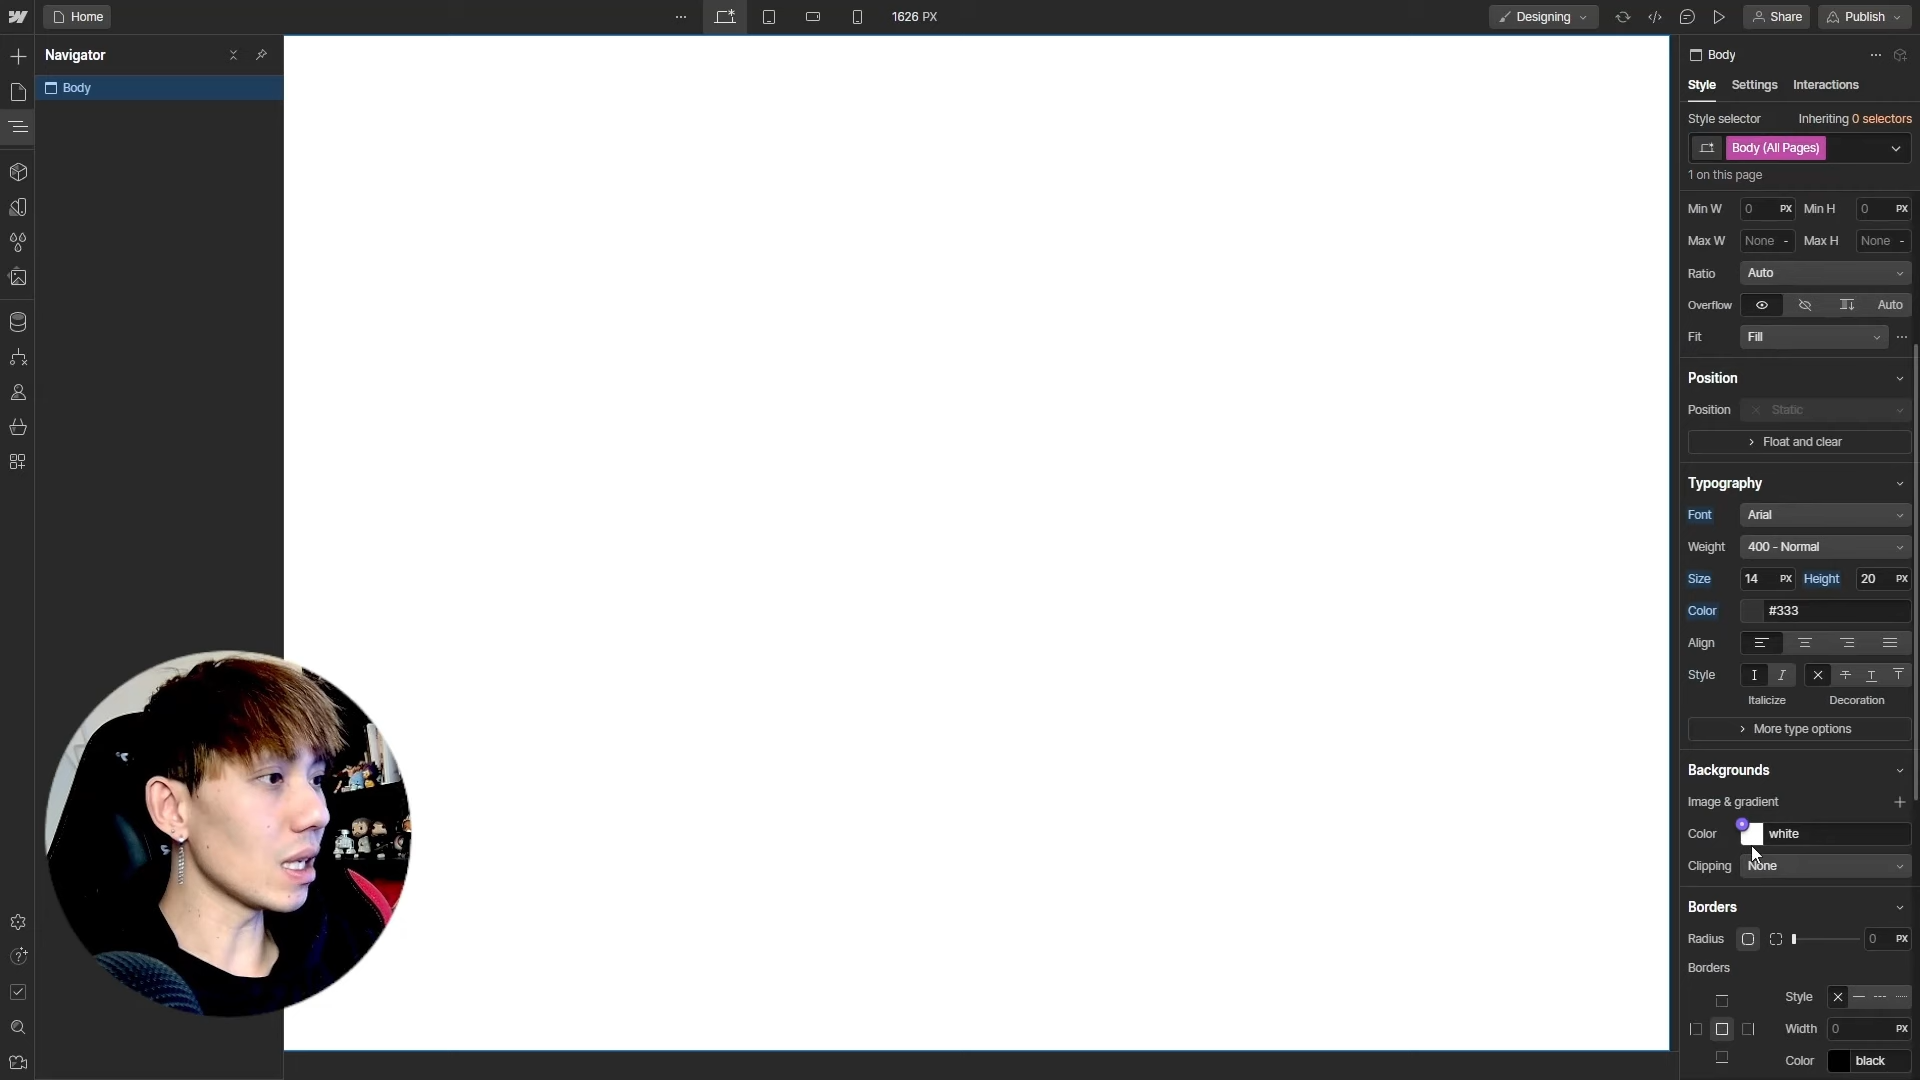 Home
1626 PX
Designing
Share
Publish
Navigator
Body
Body
Style Settings Interactions
Style selector Inheriting 0 selectors
Body (All Pages)
1 on this page
Min W 0 PX Min H 0 PX
Max W None - Max H None -
Ratio Auto
Overflow Auto
Fit Fill
Position
Position Static
Float and clear
Typography
Font Arial
Weight 400 - Normal
Size 14 PX Height 20 PX
Color #333
Align
Style
Italicize Decoration
More type options
Backgrounds
Image & gradient
Color white
Clipping None
Borders
Radius 0 PX
Borders
Style
Width 0 PX
Color black